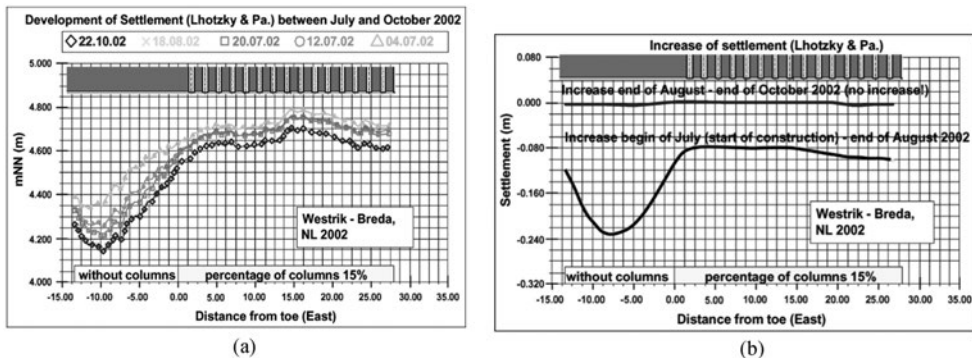 Development of Settlement (Lhotzky & Pa.) between July and October 2002
22.10.02 18.08.02 20.07.02 12.07.02 04.07.02
5.000
4.800
4.600
4.400
4.200
4.000
mNN (m)
Westrik - Breda,
NL 2002
without columns percentage of columns 15%
-15.00 -10.00 -5.00 0.00 5.00 10.00 15.00 20.00 25.00 30.00 35.00
Distance from toe (East)
(a)
Increase of settlement (Lhotzky & Pa.)
0.080
Increase end of August - end of October 2002 (no increase!)
0.000
Increase begin of July (start of construction) - end of August 2002
-0.080
-0.160
-0.240
-0.320
Settlement (m)
Westrik - Breda,
NL 2002
without columns percentage of columns 15%
-15.00 -10.00 -5.00 0.00 5.00 10.00 15.00 20.00 25.00 30.00 35.00
Distance from toe (East)
(b)